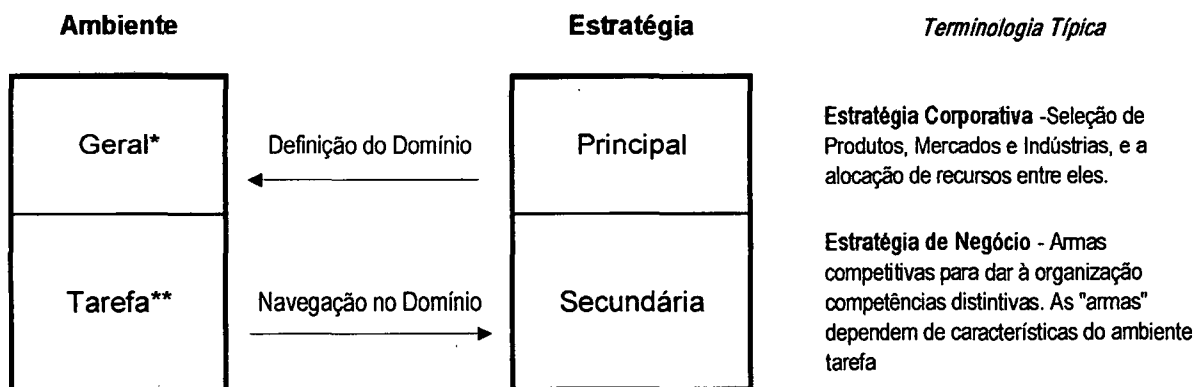 Ambiente
Estratégia
Terminologia Típica
Geral*
Definição do Domínio
Principal
Estratégia Corporativa -Seleção de
Produtos, Mercados e Indústrias, e a
alocação de recursos entre eles.
Tarefa**
Navegação no Domínio
Secundária
Estratégia de Negócio - Armas
competitivas para dar à organização
competências distintivas. As "armas"
dependem de características do ambiente
tarefa